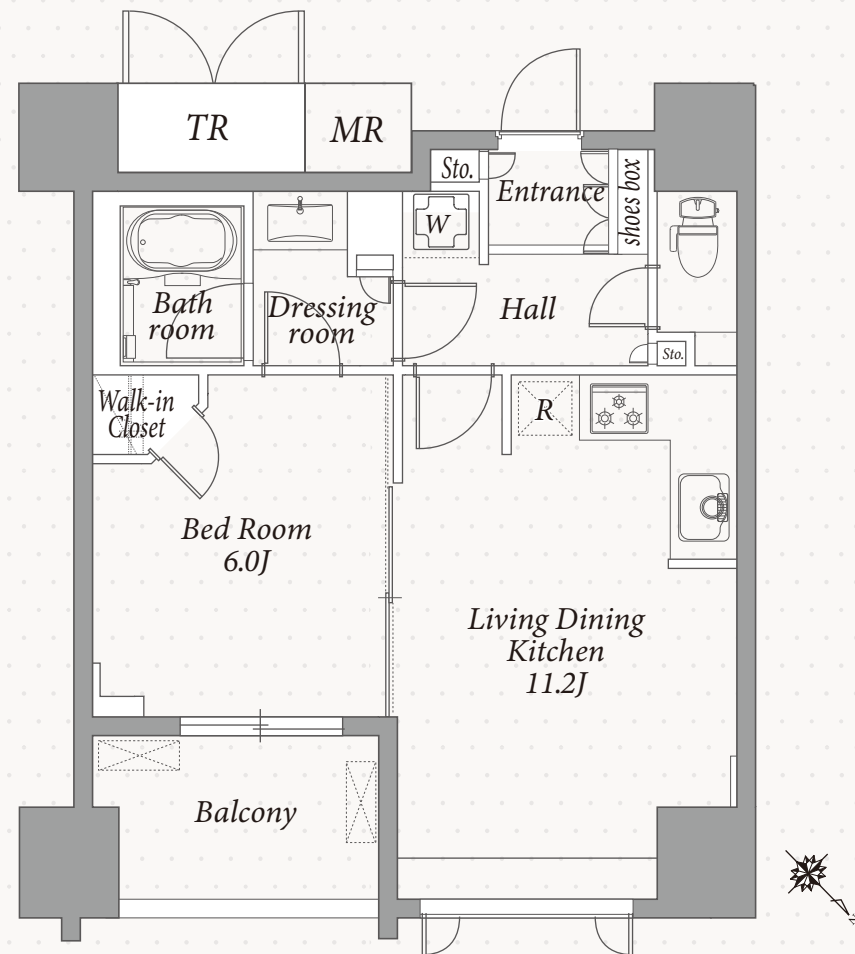 TR
MR
Sto.
Entrance
shoes box
W
Bath
room
Dressing
room
Hall
Sto.
Walk-in
Closet
R
Bed Room
6.0J
Living Dining
Kitchen
11.2J
Balcony
N